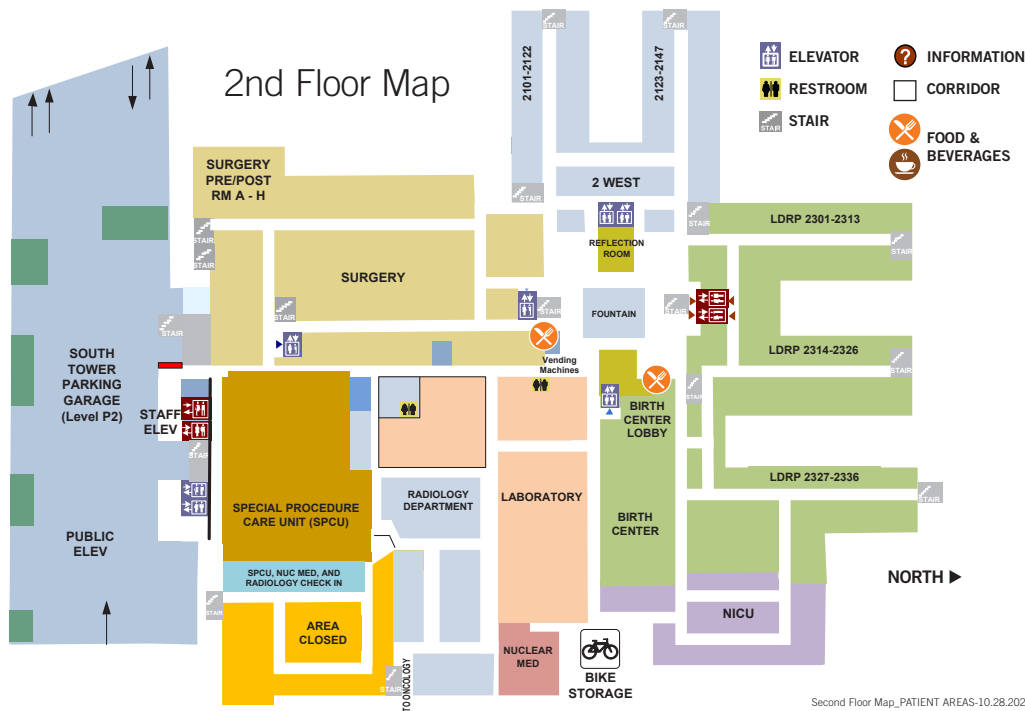 2nd Floor Map
STAIR
STAIR
2101-2122
2123-2147
ELEVATOR
INFORMATION
?
RESTROOM
CORRIDOR
STAIR
STAIR
FOOD &
BEVERAGES
SURGERY
PRE/POST
RM A - H
2 WEST
STAIR
STAIR
LDRP 2301-2313
STAIR
STAIR
STAIR
REFLECTION
ROOM
SURGERY
STAIR
STAIR
STAIR
FOUNTAIN
STAIR
LDRP 2314-2326
STAIR
Vending
Machines
SOUTH
TOWER
PARKING
GARAGE
(Level P2)
STAFF
ELEV
STAIR
STAIR
BIRTH
CENTER
LOBBY
STAIR
LDRP 2327-2336
STAIR
RADIOLOGY
DEPARTMENT
LABORATORY
SPECIAL PROCEDURE
CARE UNIT (SPCU)
BIRTH
CENTER
PUBLIC
ELEV
SPCU, NUC MED, AND
RADIOLOGY CHECK IN
NORTH
STAIR
AREA
CLOSED
NICU
NUCLEAR
MED
BIKE
STORAGE
STAIR
TO ONCOLOGY
Second Floor Map_PATIENT AREAS-10.28.202